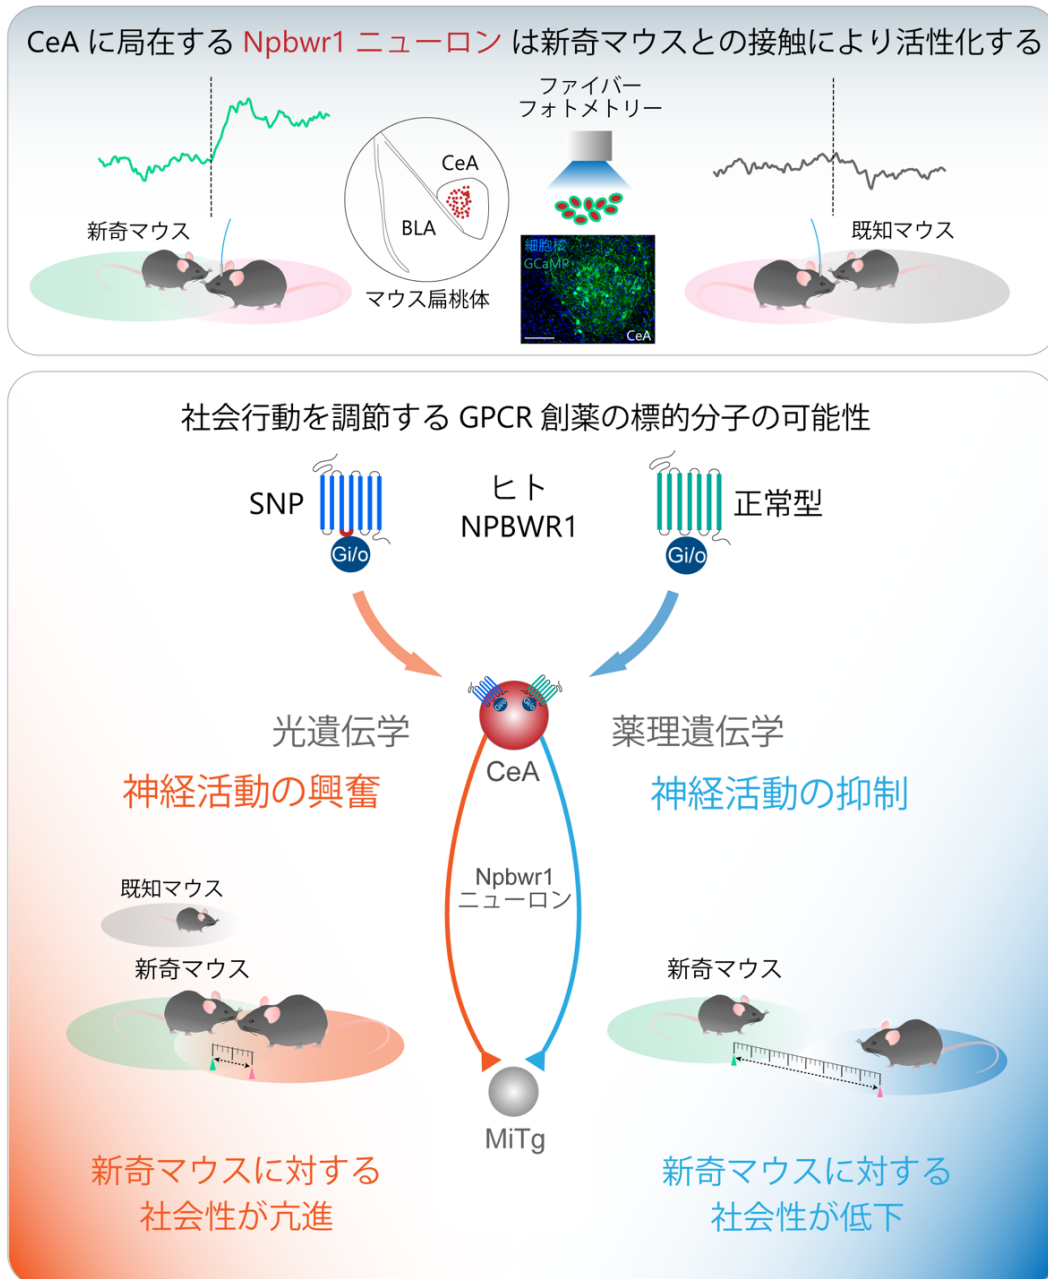 CeA に局在する Npbwr1 ニューロン は新奇マウスとの接触により活性化する
ファイバー
フォトメトリー
CeA
BLA
新奇マウス
既知マウス
マウス扁桃体
細胞核
GCaMP
CeA
社会行動を調節する GPCR 創薬の標的分子の可能性
SNP
ヒト
NPBWR1
正常型
Gi/o
Gi/o
Gi/o
Gi/o
CeA
光遺伝学
薬理遺伝学
神経活動の興奮
神経活動の抑制
Npbwr1
ニューロン
既知マウス
新奇マウス
新奇マウス
MiTg
新奇マウスに対する
社会性が亢進
新奇マウスに対する
社会性が低下